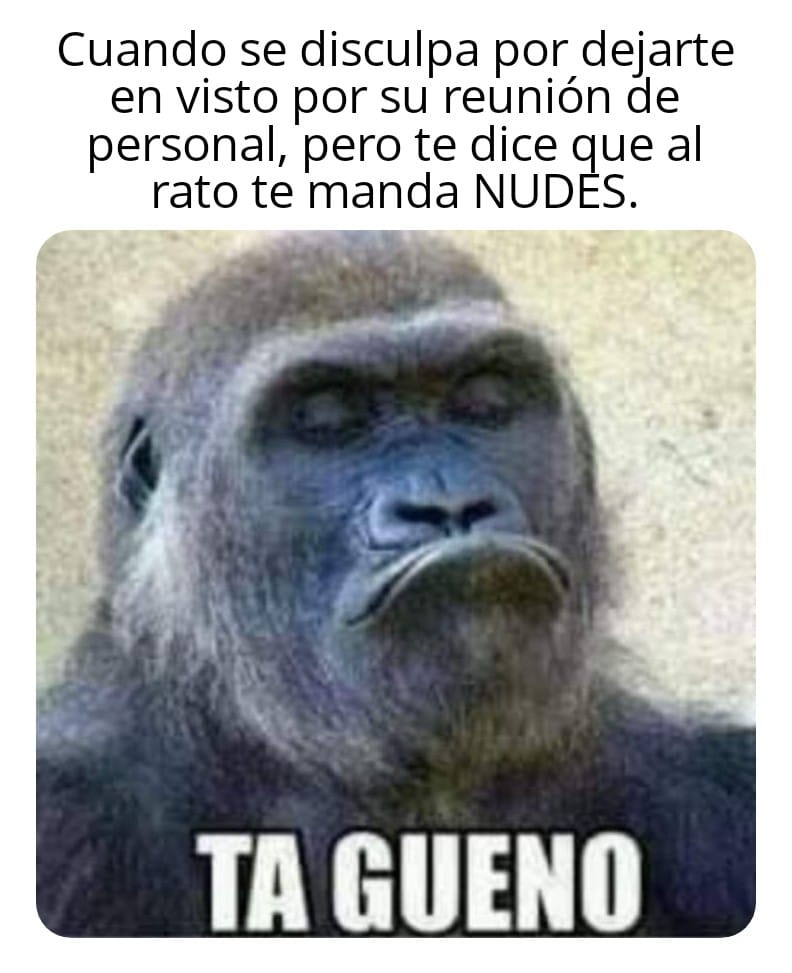 Cuando se disculpa por dejarte
en visto por su reunión de
personal, pero te dice que al
rato te manda NUDES.
TA GUENO